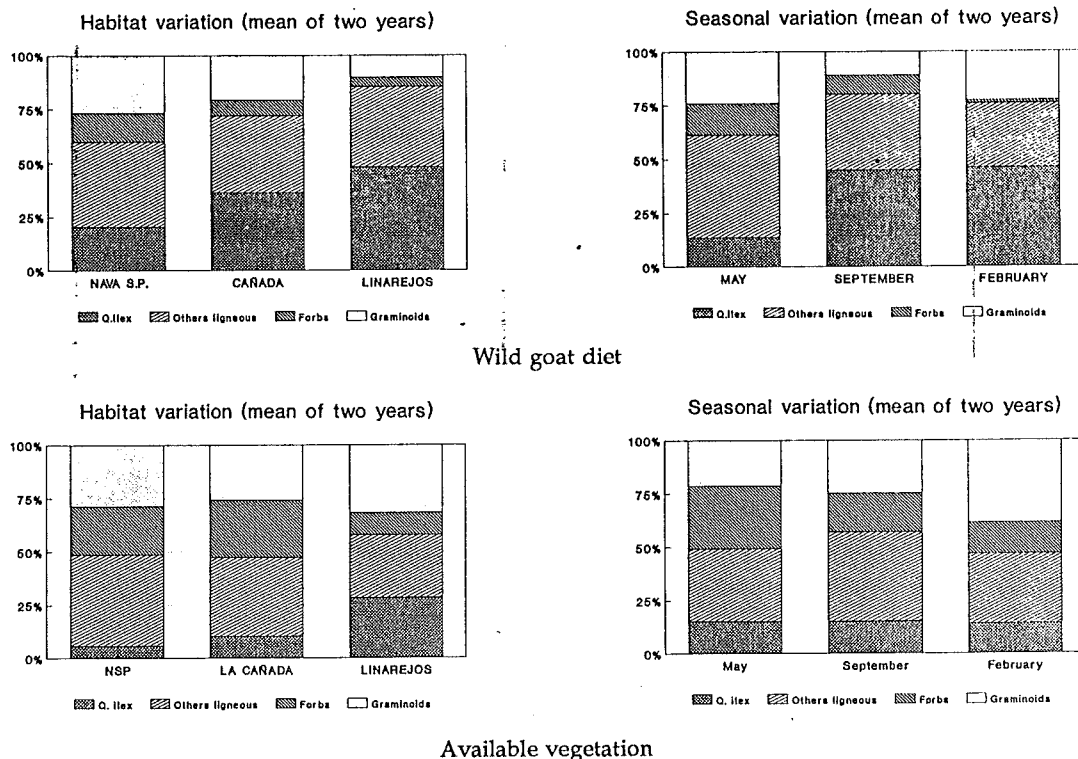 Habitat variation (mean of two years)
100%
75%
50%
25%
0%
NAVA S.P. CAÑADA LINAREJOS
Q.ilex Others ligneous Forbs Graminoids
Seasonal variation (mean of two years)
100%
75%
50%
25%
0%
MAY SEPTEMBER FEBRUARY
Q.ilex Others ligneous Forbs Graminoids
Wild goat diet
Habitat variation (mean of two years)
100%
75%
50%
25%
0%
NSP LA CAÑADA LINAREJOS
Q. ilex Others ligneous Forbs Graminoids
Seasonal variation (mean of two years)
100%
75%
50%
25%
0%
May September February
Q. ilex Others ligneous Forbs Graminoids
Available vegetation